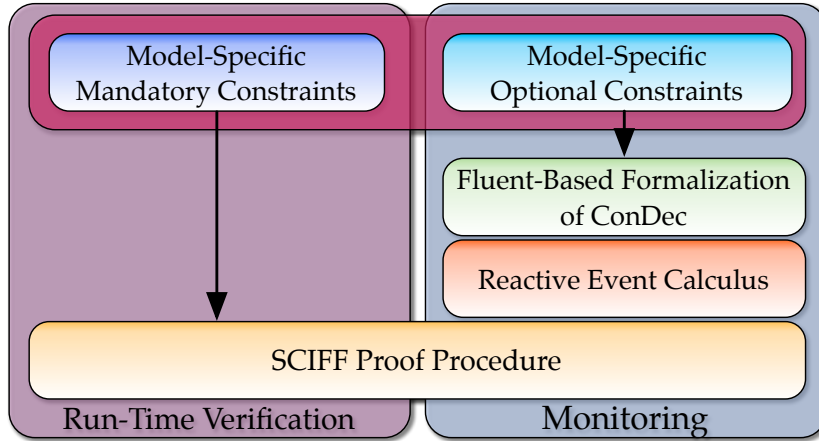 Model-Specific
Mandatory Constraints
Model-Specific
Optional Constraints
Fluent-Based Formalization
of ConDec
Reactive Event Calculus
SCIFF Proof Procedure
Run-Time Verification
Monitoring